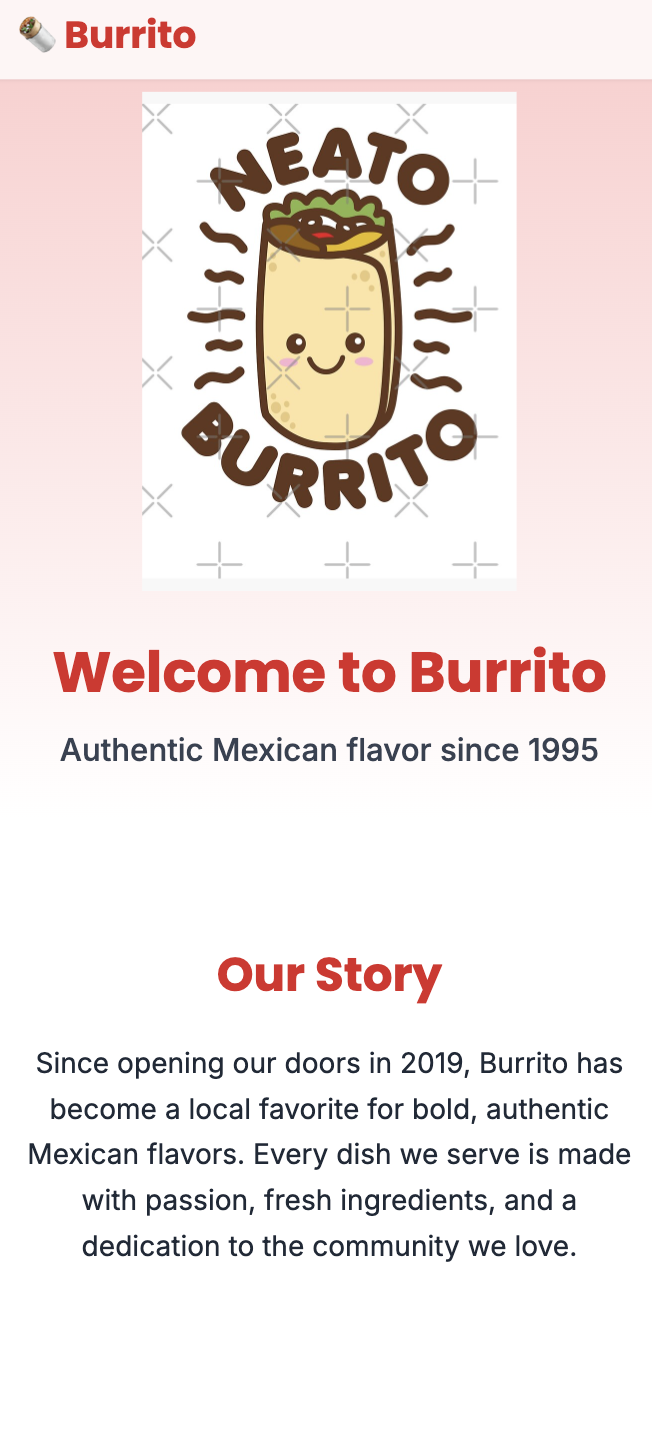 Burrito
NEATO
BURRITO
Welcome to Burrito
Authentic Mexican flavor since 1995
Our Story
Since opening our doors in 2019, Burrito has
become a local favorite for bold, authentic
Mexican flavors. Every dish we serve is made
with passion, fresh ingredients, and a
dedication to the community we love.